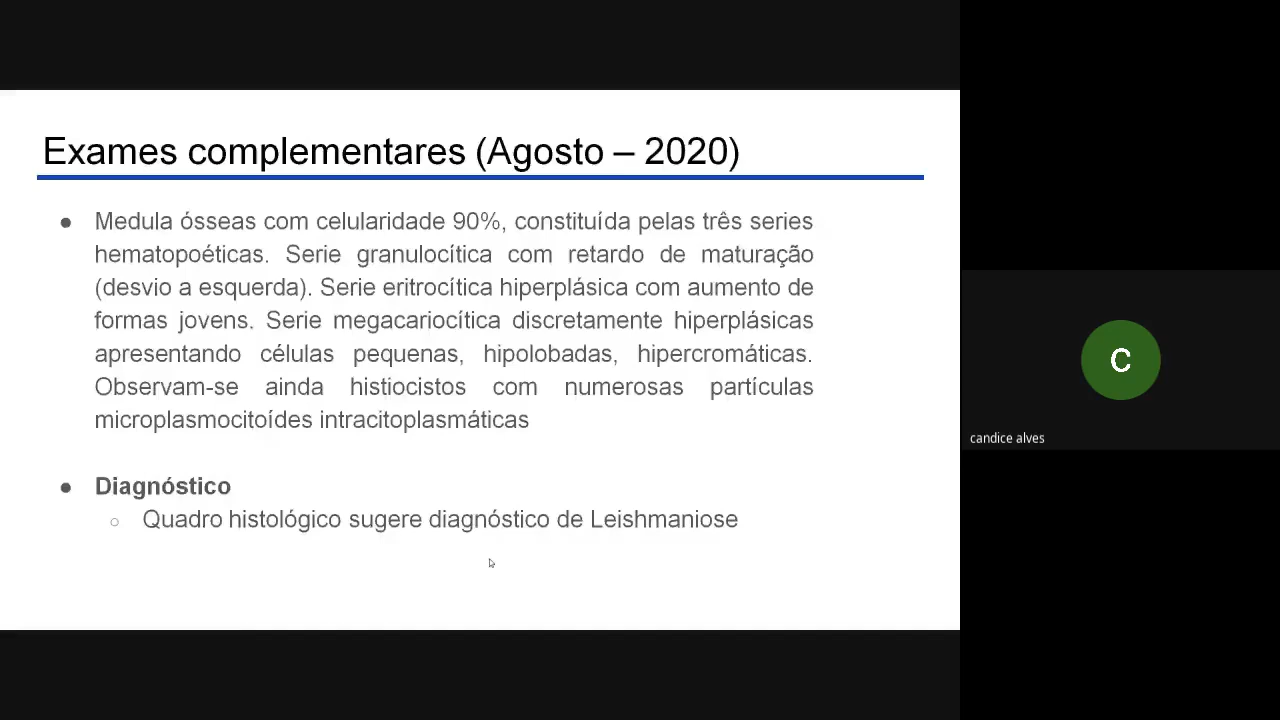 Exames complementares (Agosto – 2020)
● Medula ósseas com celularidade 90%, constituída pelas três series
hematopoéticas. Serie granulocítica com retardo de maturação
(desvio a esquerda). Serie eritrocítica hiperplásica com aumento de
formas jovens. Serie megacariocítica discretamente hiperplásicas
apresentando células pequenas, hipolobadas, hipercromáticas.
Observam-se ainda histiocistos com numerosas partículas
microplasmocitoídes intracitoplasmáticas
● Diagnóstico
○ Quadro histológico sugere diagnóstico de Leishmaniose
C
candice alves